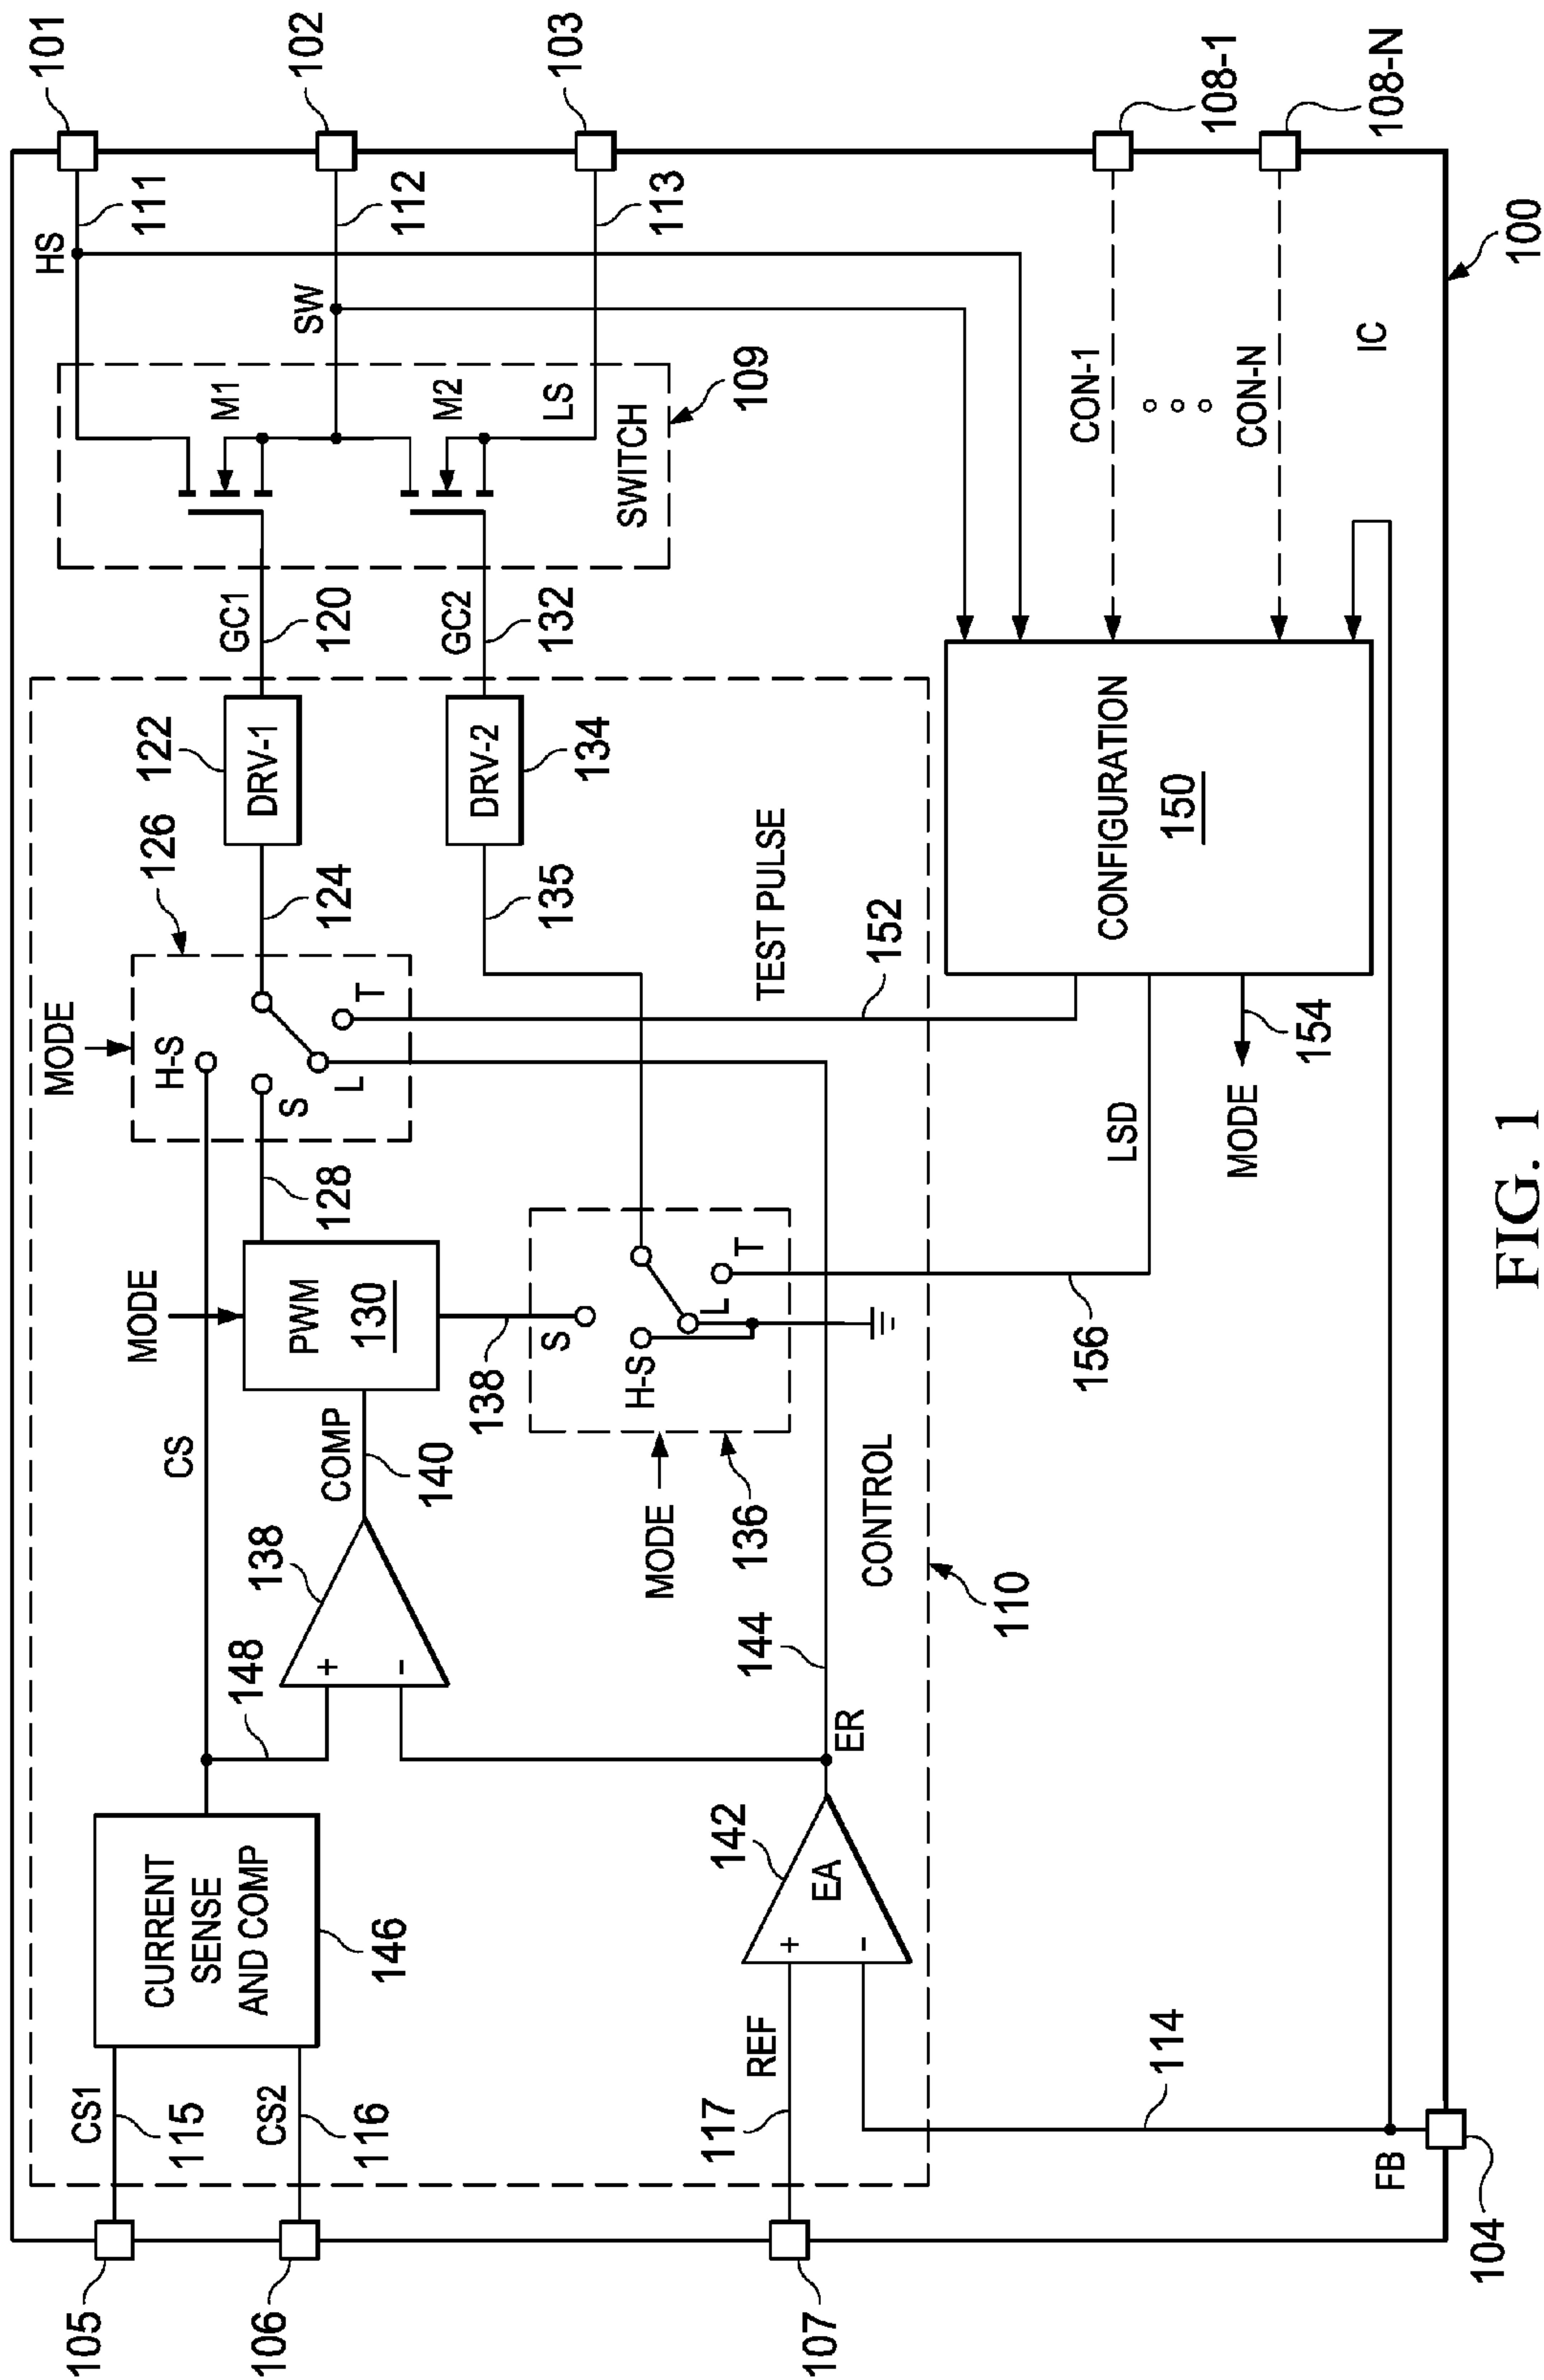 101
102
103
108-1
108-N
HS
111
SW
112
113
LS
M1
M2
SWITCH
109
CON-1
CON-N
IC
100
GC1
120
GC2
132
122
DRV-1
DRV-2
134
126
124
135
TEST PULSE
152
CONFIGURATION
150
154
MODE
LSD
156
MODE
H-S
S
L
T
128
MODE
PWM
130
138
S
H-S
L
T
MODE
136
CS
COMP
140
138
+
-
148
144
CONTROL
110
ER
CURRENT
SENSE
AND COMP
146
142
EA
+
-
CS1
115
CS2
116
REF
117
114
FB
105
106
107
104
FIG. 1